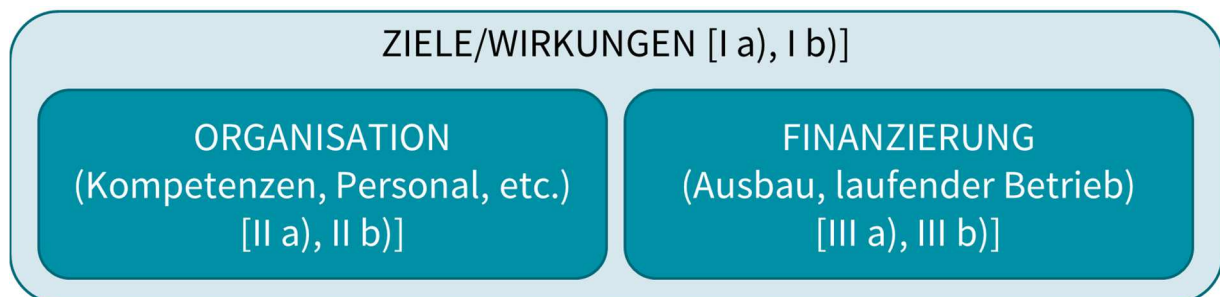 ZIELE/WIRKUNGEN [I a), I b)]
ORGANISATION
(Kompetenzen, Personal, etc.)
[II a), II b)]
FINANZIERUNG
(Ausbau, laufender Betrieb)
[III a), III b)]